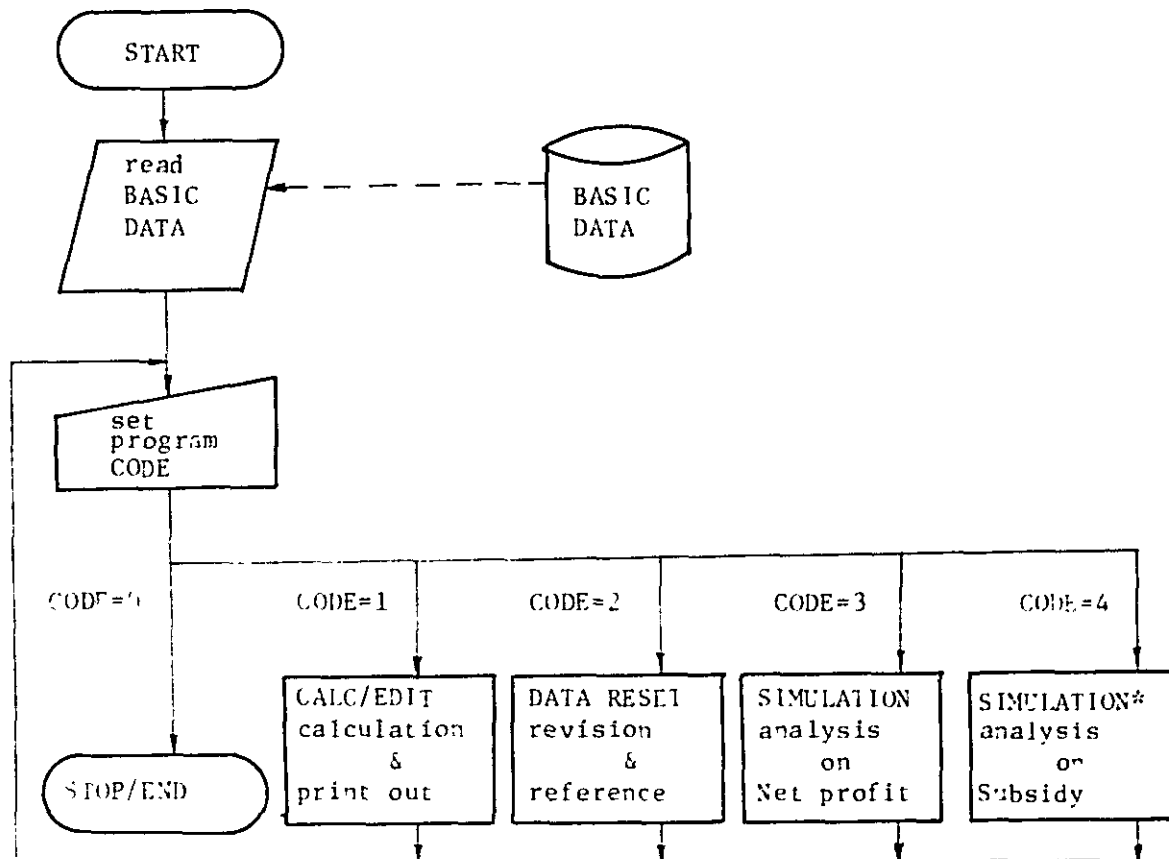 START
read
BASIC
DATA
BASIC
DATA
set
program
CODE
CODE=
CODE=1
CODE=2
CODE=3
CODE=4
CALC/EDIT
calculation
&
print out
DATA RESET
revision
&
reference
SIMULATION
analysis
on
Net profit
SIMULATION*
analysis
on
Subsidy
STOP/END